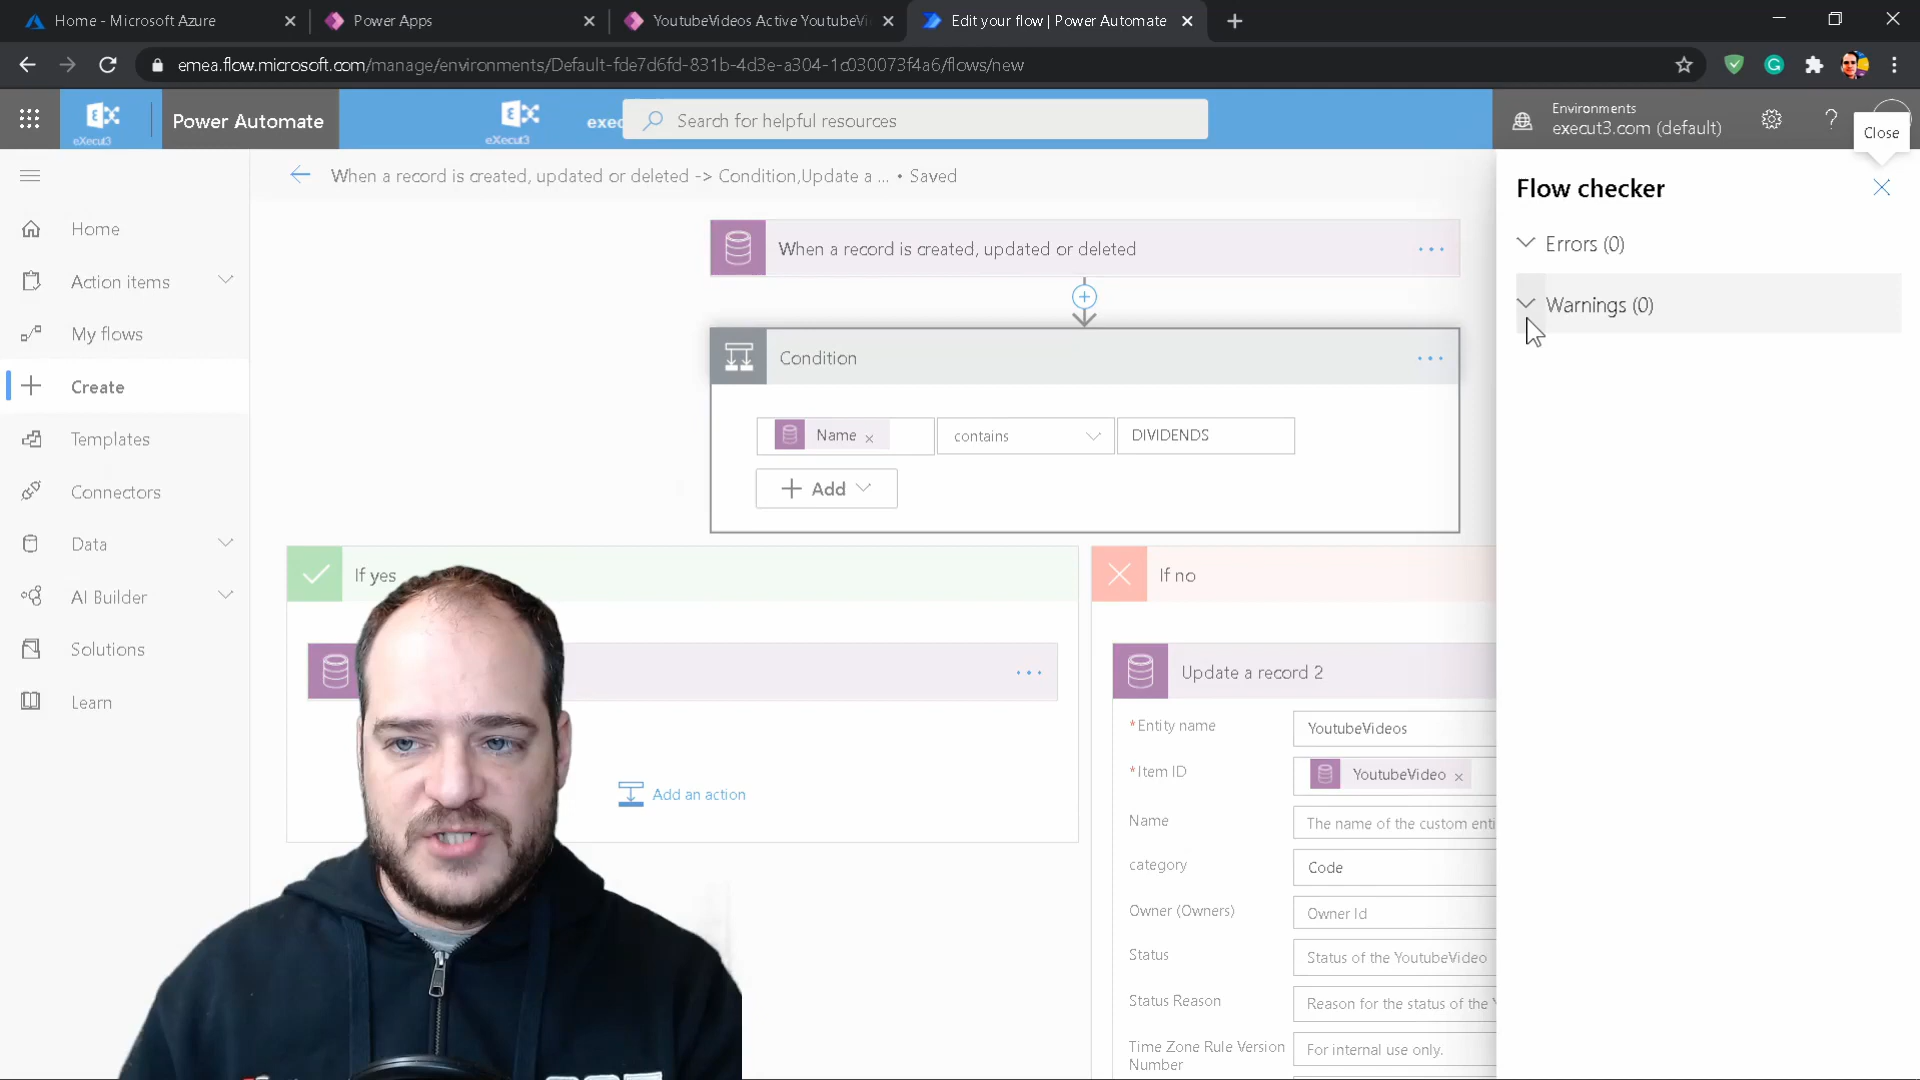 Home - Microsoft Azure
Power Apps
YoutubeVideos Active YoutubeVi
Edit your flow | Power Automate
emea.flow.microsoft.com/manage/environments/Default-fde7d6fd-831b-4d3e-a304-1c030073f4a6/flows/new
eXecut3
Power Automate
eXecut3
exec
Search for helpful resources
Environments
execut3.com (default)
?
Close
When a record is created, updated or deleted -> Condition,Update a ... • Saved
Flow checker
Errors (0)
Warnings (0)
Home
Action items
My flows
Create
Templates
Connectors
Data
AI Builder
Solutions
Learn
When a record is created, updated or deleted
Condition
Name
contains
DIVIDENDS
Add
If yes
Add an action
If no
Update a record 2
*Entity name
YoutubeVideos
*Item ID
YoutubeVideo
Name
The name of the custom enti
category
Code
Owner (Owners)
Owner Id
Status
Status of the YoutubeVideo
Status Reason
Reason for the status of the Y
Time Zone Rule Version
Number
For internal use only.